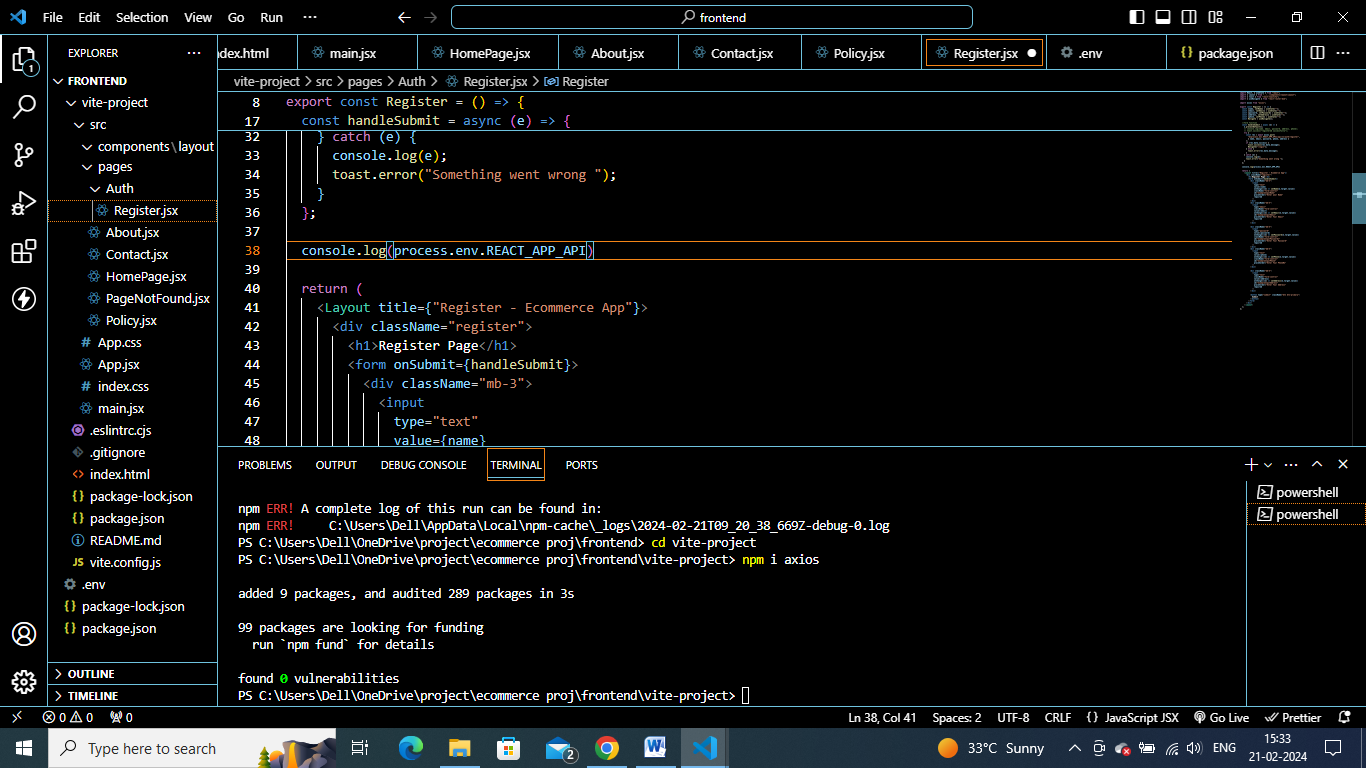 File Edit Selection View Go Run ··· frontend
EXPLORER ···
ndex.html main.jsx HomePage.jsx About.jsx Contact.jsx Policy.jsx Register.jsx .env package.json ···
vite-project > src > pages > Auth > Register.jsx > Register
1
FRONTEND
vite-project
src
components\layout
pages
Auth
Register.jsx
About.jsx
Contact.jsx
HomePage.jsx
PageNotFound.jsx
Policy.jsx
App.css
App.jsx
index.css
main.jsx
.eslintrc.cjs
.gitignore
index.html
package-lock.json
package.json
README.md
vite.config.js
.env
package-lock.json
package.json
OUTLINE
TIMELINE
8 export const Register = () => {
17 const handleSubmit = async (e) => {
32 } catch (e) {
33 console.log(e);
34 toast.error("Something went wrong ");
35 }
36 };
37
38 console.log(process.env.REACT_APP_API)
39
40 return (
41 <Layout title={"Register - Ecommerce App"}>
42 <div className="register">
43 <h1>Register Page</h1>
44 <form onSubmit={handleSubmit}>
45 <div className="mb-3">
46 <input
47 type="text"
48 value={name}
PROBLEMS OUTPUT DEBUG CONSOLE TERMINAL PORTS ···
powershell
powershell
npm ERR! A complete log of this run can be found in:
npm ERR! C:\Users\Dell\AppData\Local\npm-cache\_logs\2024-02-21T09_20_38_669Z-debug-0.log
PS C:\Users\Dell\OneDrive\project\ecommerce proj\frontend> cd vite-project
PS C:\Users\Dell\OneDrive\project\ecommerce proj\frontend\vite-project> npm i axios
added 9 packages, and audited 289 packages in 3s
99 packages are looking for funding
run `npm fund` for details
found 0 vulnerabilities
PS C:\Users\Dell\OneDrive\project\ecommerce proj\frontend\vite-project>
0 0 0 Ln 38, Col 41 Spaces: 2 UTF-8 CRLF {} JavaScript JSX Go Live Prettier
Type here to search 2 33°C Sunny ENG 15:33
21-02-2024